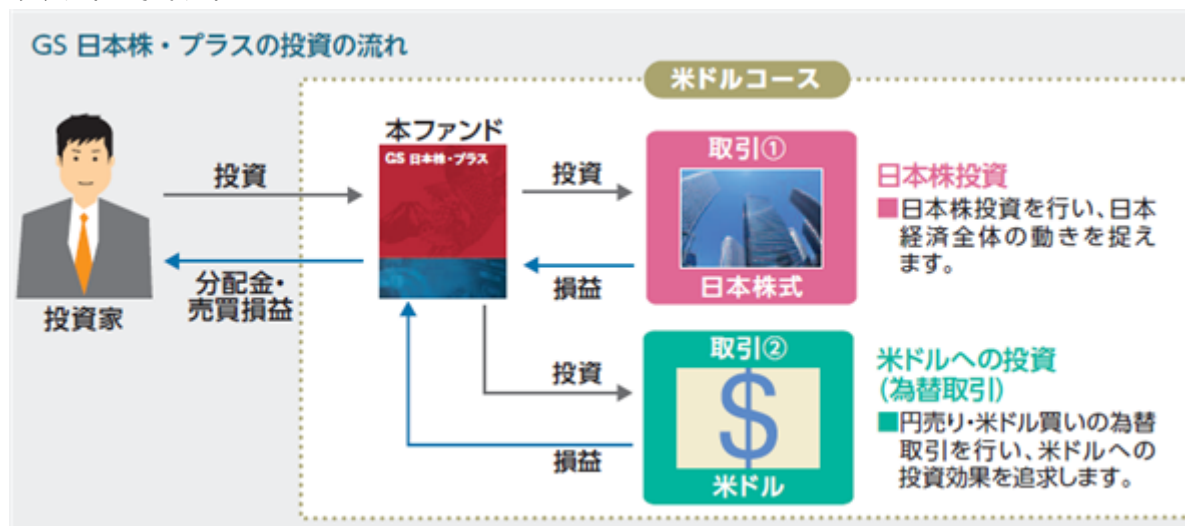 GS 日本株・プラスの投資の流れ
米ドルコース
本ファンド
GS 日本株・プラス
投資
投資
取引①
日本株式
日本株投資
■日本株投資を行い、日本
経済全体の動きを捉え
ます。
分配金・
売買損益
損益
投資家
投資
取引②
$
米ドル
損益
米ドルへの投資
(為替取引)
■円売り・米ドル買いの為替
取引を行い、米ドルへの
投資効果を追求します。